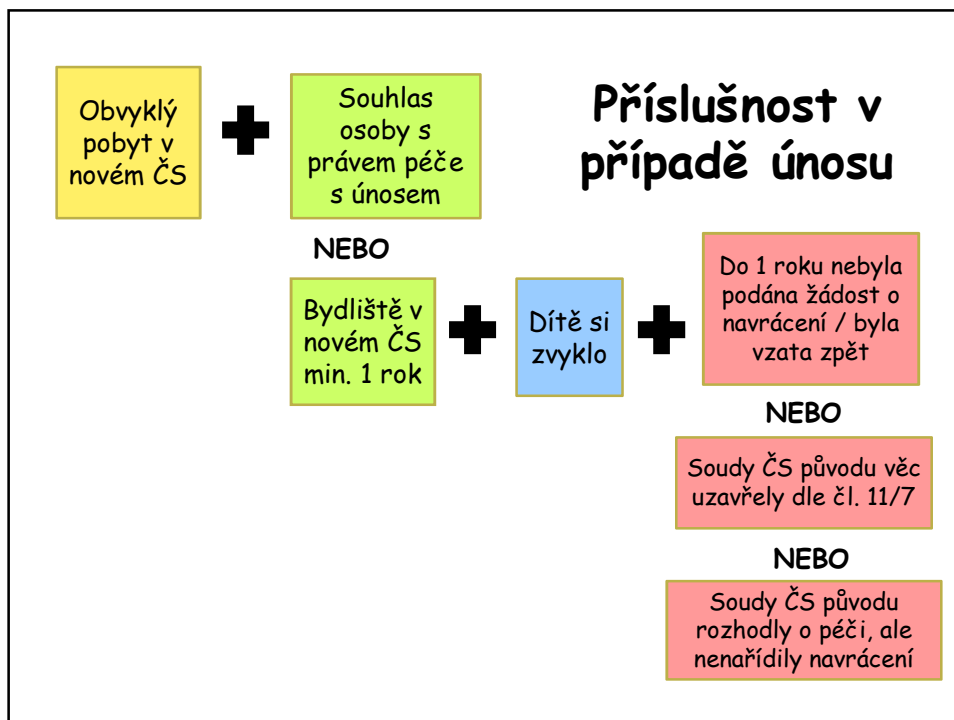 Příslušnost v
případě únosu
Obvyklý
pobyt v
novém ČS
Souhlas
osoby s
právem péče
s únosem
NEBO
Bydliště v
novém ČS
min. 1 rok
Dítě si
zvyklo
Do 1 roku nebyla
podána žádost o
navrácení / byla
vzata zpět
NEBO
Soudy ČS původu věc
uzavřely dle čl. 11/7
NEBO
Soudy ČS původu
rozhodly o péči, ale
nenařídily navrácení